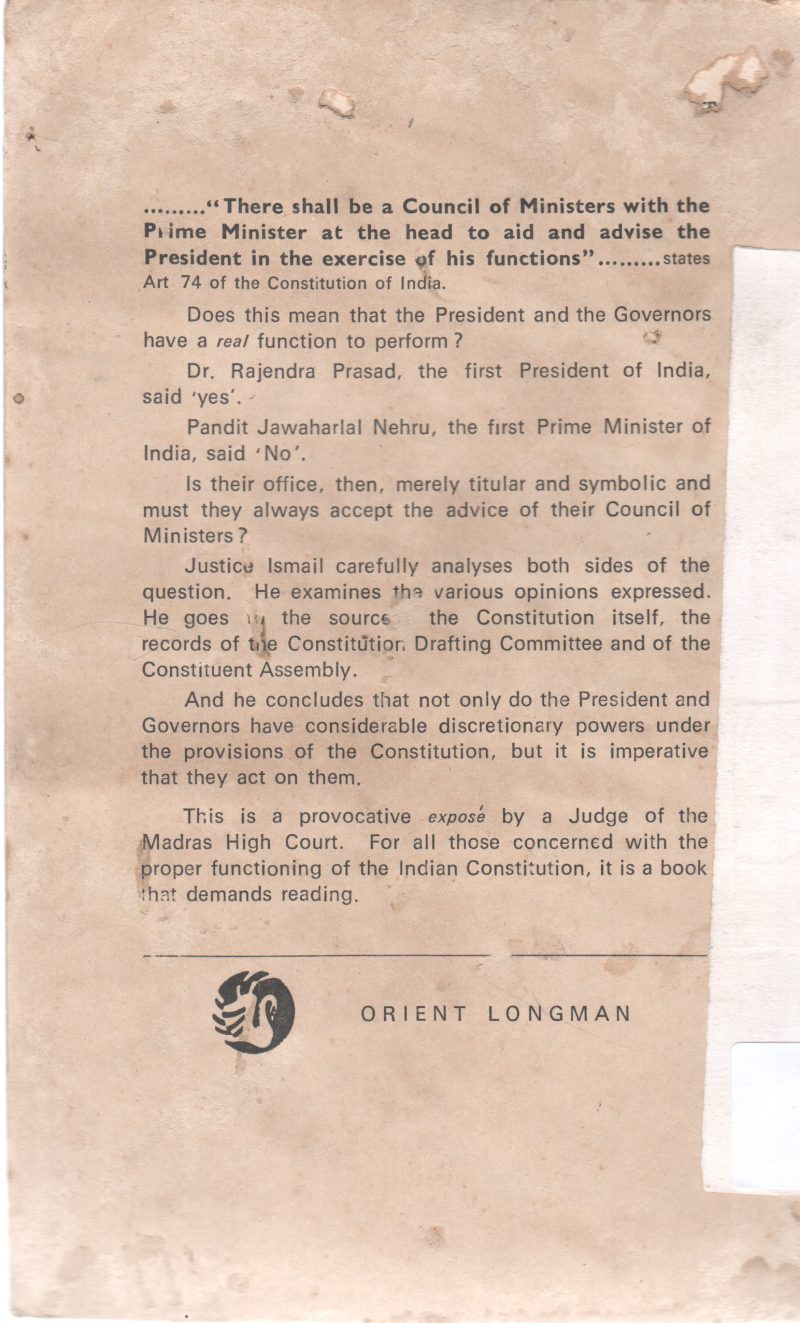 ………“There shall be a Council of Ministers with the
Prime Minister at the head to aid and advise the
President in the exercise of his functions”………states
Art 74 of the Constitution of India.
Does this mean that the President and the Governors
have a real function to perform ?
Dr. Rajendra Prasad, the first President of India,
said ‘yes’.
Pandit Jawaharlal Nehru, the first Prime Minister of
India, said ‘No’.
Is their office, then, merely titular and symbolic and
must they always accept the advice of their Council of
Ministers ?
Justice Ismail carefully analyses both sides of the
question. He examines the various opinions expressed.
He goes the source the Constitution itself, the
records of the Constitution Drafting Committee and of the
Constituent Assembly.
And he concludes that not only do the President and
Governors have considerable discretionary powers under
the provisions of the Constitution, but it is imperative
that they act on them.
This is a provocative exposé by a Judge of the
Madras High Court. For all those concerned with the
proper functioning of the Indian Constitution, it is a book
that demands reading.
ORIENT LONGMAN